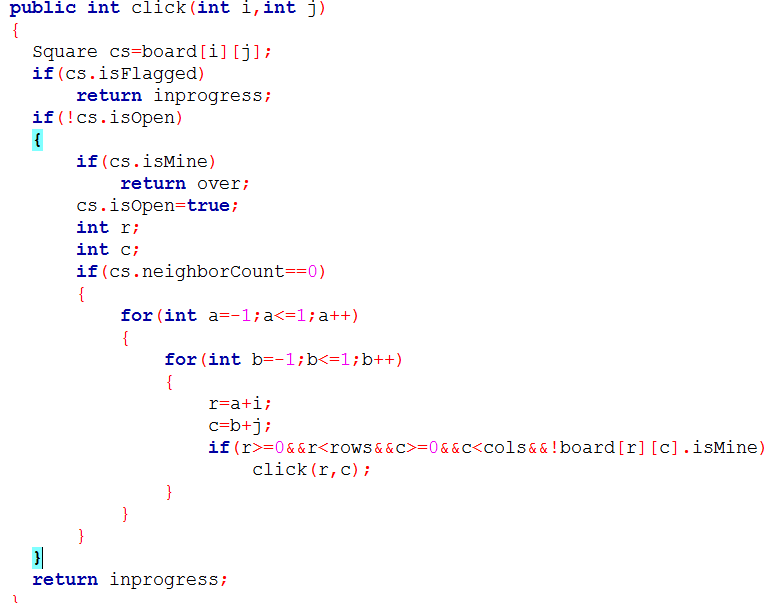 public int click(int i,int j)
{
Square cs=board[i][j];
if(cs.isFlagged)
return inprogress;
if(!cs.isOpen)
{
if(cs.isMine)
return over;
cs.isOpen=true;
int r;
int c;
if(cs.neighborCount==0)
{
for(int a=-1;a<=1;a++)
{
for(int b=-1;b<=1;b++)
{
r=a+i;
c=b+j;
if(r>=0&&r<rows&&c>=0&&c<cols&&!board[r][c].isMine)
click(r,c);
}
}
}
}
return inprogress;